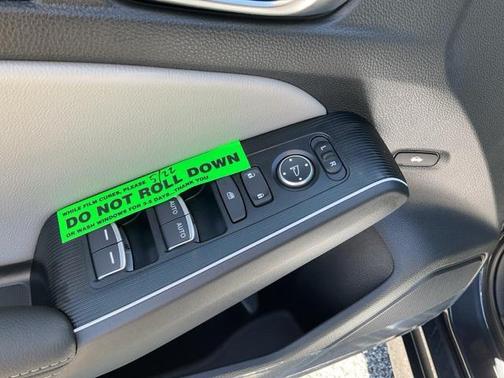 WHILE FILM CURES, PLEASE 5/22
DO NOT ROLL DOWN
OR WASH WINDOWS FOR 3-5 DAYS...THANK YOU
L
R
AUTO
AUTO